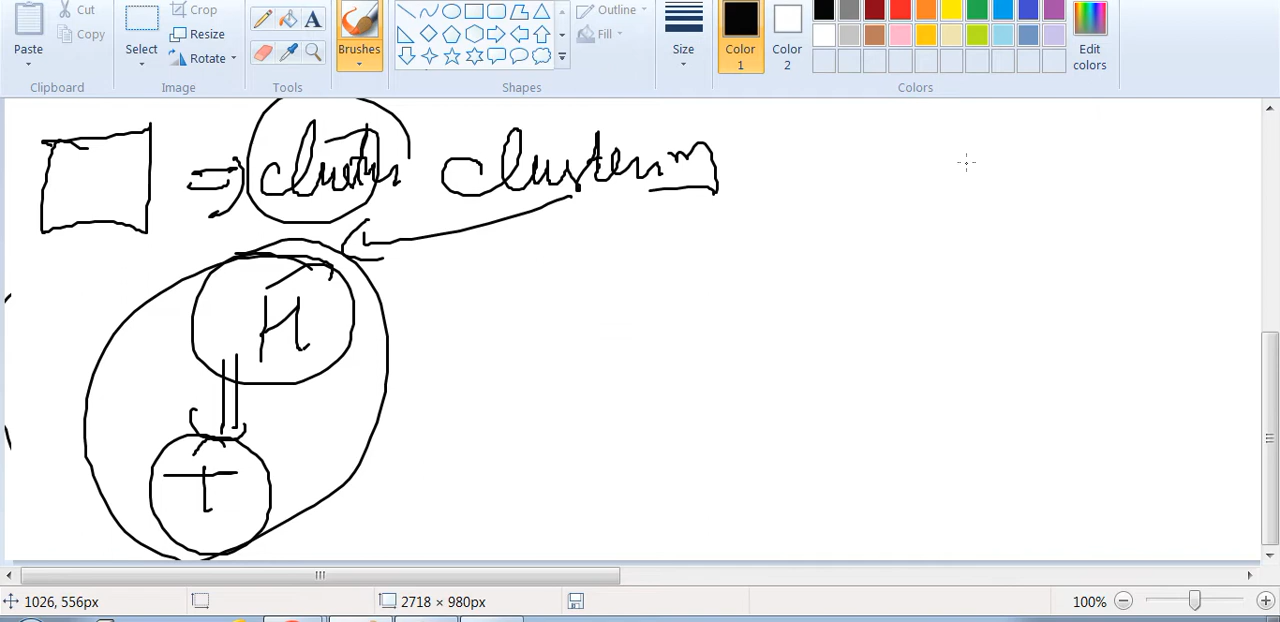 Paste
Cut
Copy
Clipboard
Select
Crop
Resize
Rotate
Image
A
Tools
Brushes
Shapes
Outline
Fill
Size
Color 1
Color 2
Edit colors
Colors
cluster clustering
H
T
1026, 556px
2718 × 980px
100%